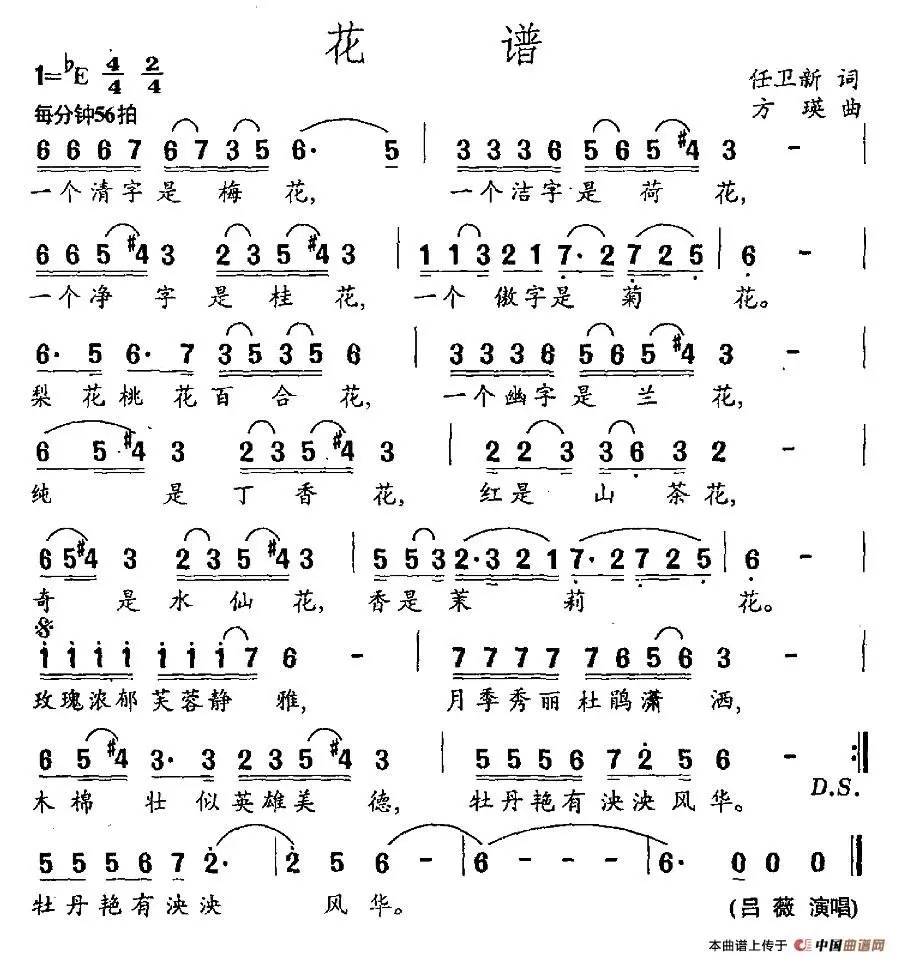 花 谱
1=♭E 4/4 2/4
任卫新 词
方 瑛 曲
每分钟56拍
6 6 6 7 6 7 3 5 6· 5 | 3 3 3 6 5 6 5 #4 3 - |
一个清字是梅花, 一个洁字是荷花,
6 6 5 #4 3 2 3 5 #4 3 | 1 1 3 2 1 7· 2 7 2 5 | 6 -
一个净字是桂花, 一个傲字是菊花。
6· 5 6· 7 3 5 3 5 6 | 3 3 3 6 5 6 5 #4 3 - |
梨花桃花百合花, 一个幽字是兰花,
6 5 #4 3 2 3 5 #4 3 | 2 2 3 3 6 3 2 - |
纯是丁香花, 红是山茶花,
6 5 #4 3 2 3 5 #4 3 | 5 5 3 2· 3 2 1 7· 2 7 2 5 | 6 -
奇是水仙花, 香是茉莉花。
1 1 1 1 1 1 1 7 6 - | 7 7 7 7 7 6 5 6 3 - |
玫瑰浓郁芙蓉静雅, 月季秀丽杜鹃潇洒,
6 5 #4 3· 3 2 3 5 #4 3 | 5 5 5 5 6 7 2 5 6 - :|
木棉壮似英雄美德, 牡丹艳有泱泱风华。
D.S.
5 5 5 6 7 2· | 2 5 6 - - | 6 - - - | 6· 0 0 0 ‖
牡丹艳有泱泱风华。
(吕 薇 演唱)
本曲谱上传于 中国曲谱网